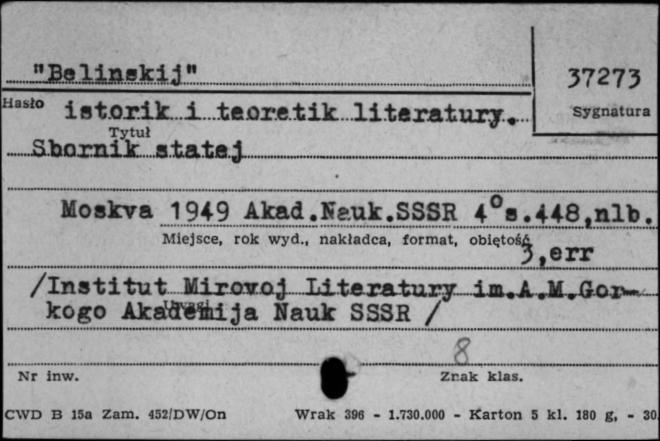 "Belinskij"
37273
Hasło istorik i teoretik literatury.
Sygnatura
Tytuł
Sbornik statej
Moskva 1949 Akad.Nauk.SSSR 4° s.448,nlb.
Miejsce, rok wyd., nakładca, format, objętość
3,err
/Institut Mirovoj Literatury im.A.M.Gor-
Uwagi
kogo Akademija Nauk SSSR /
8
Nr inw.
Znak klas.
CWD B 15a Zam. 452/DW/On Wrak 396 - 1.730.000 - Karton 5 kl. 180 g, - 30.